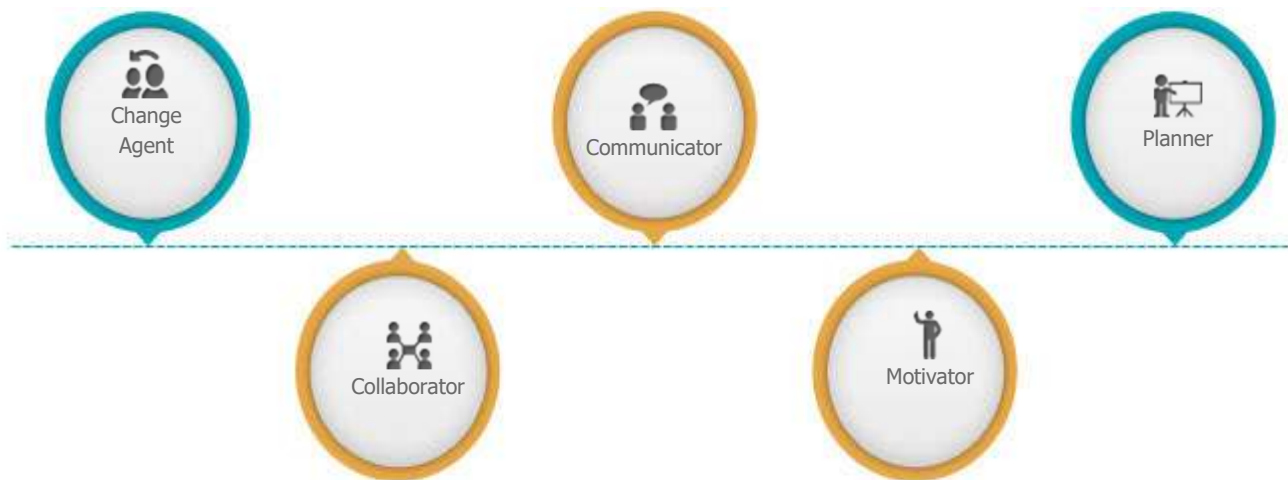 Change
Agent
Communicator
Planner
Collaborator
Motivator